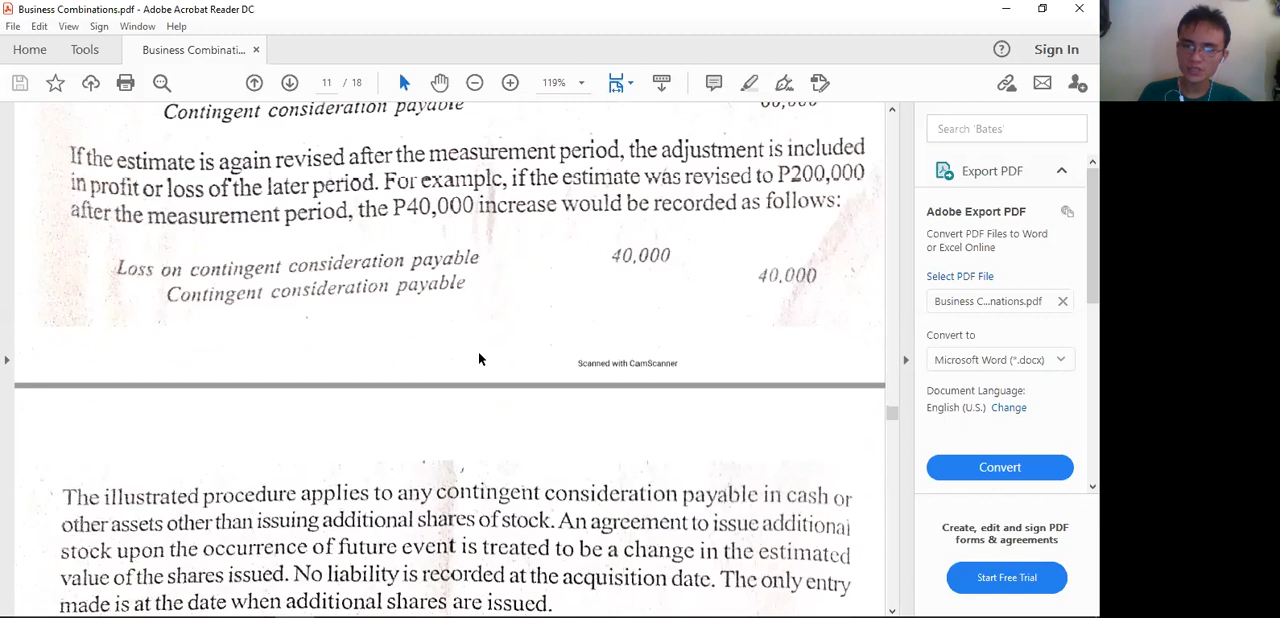 Business Combinations.pdf - Adobe Acrobat Reader DC
File Edit View Sign Window Help
Home Tools Business Combinati... Sign In
11 / 18 119%
Contingent consideration payable
If the estimate is again revised after the measurement period, the adjustment is included
in profit or loss of the later period. For example, if the estimate was revised to P200,000
after the measurement period, the P40,000 increase would be recorded as follows:
Loss on contingent consideration payable 40,000
Contingent consideration payable 40,000
Scanned with CamScanner
The illustrated procedure applies to any contingent consideration payable in cash or
other assets other than issuing additional shares of stock. An agreement to issue additional
stock upon the occurrence of future event is treated to be a change in the estimated
value of the shares issued. No liability is recorded at the acquisition date. The only entry
made is at the date when additional shares are issued.
Search 'Bates'
Export PDF
Adobe Export PDF
Convert PDF Files to Word
or Excel Online
Select PDF File
Business C...nations.pdf
Convert to
Microsoft Word (*.docx)
Document Language:
English (U.S.) Change
Convert
Create, edit and sign PDF
forms & agreements
Start Free Trial